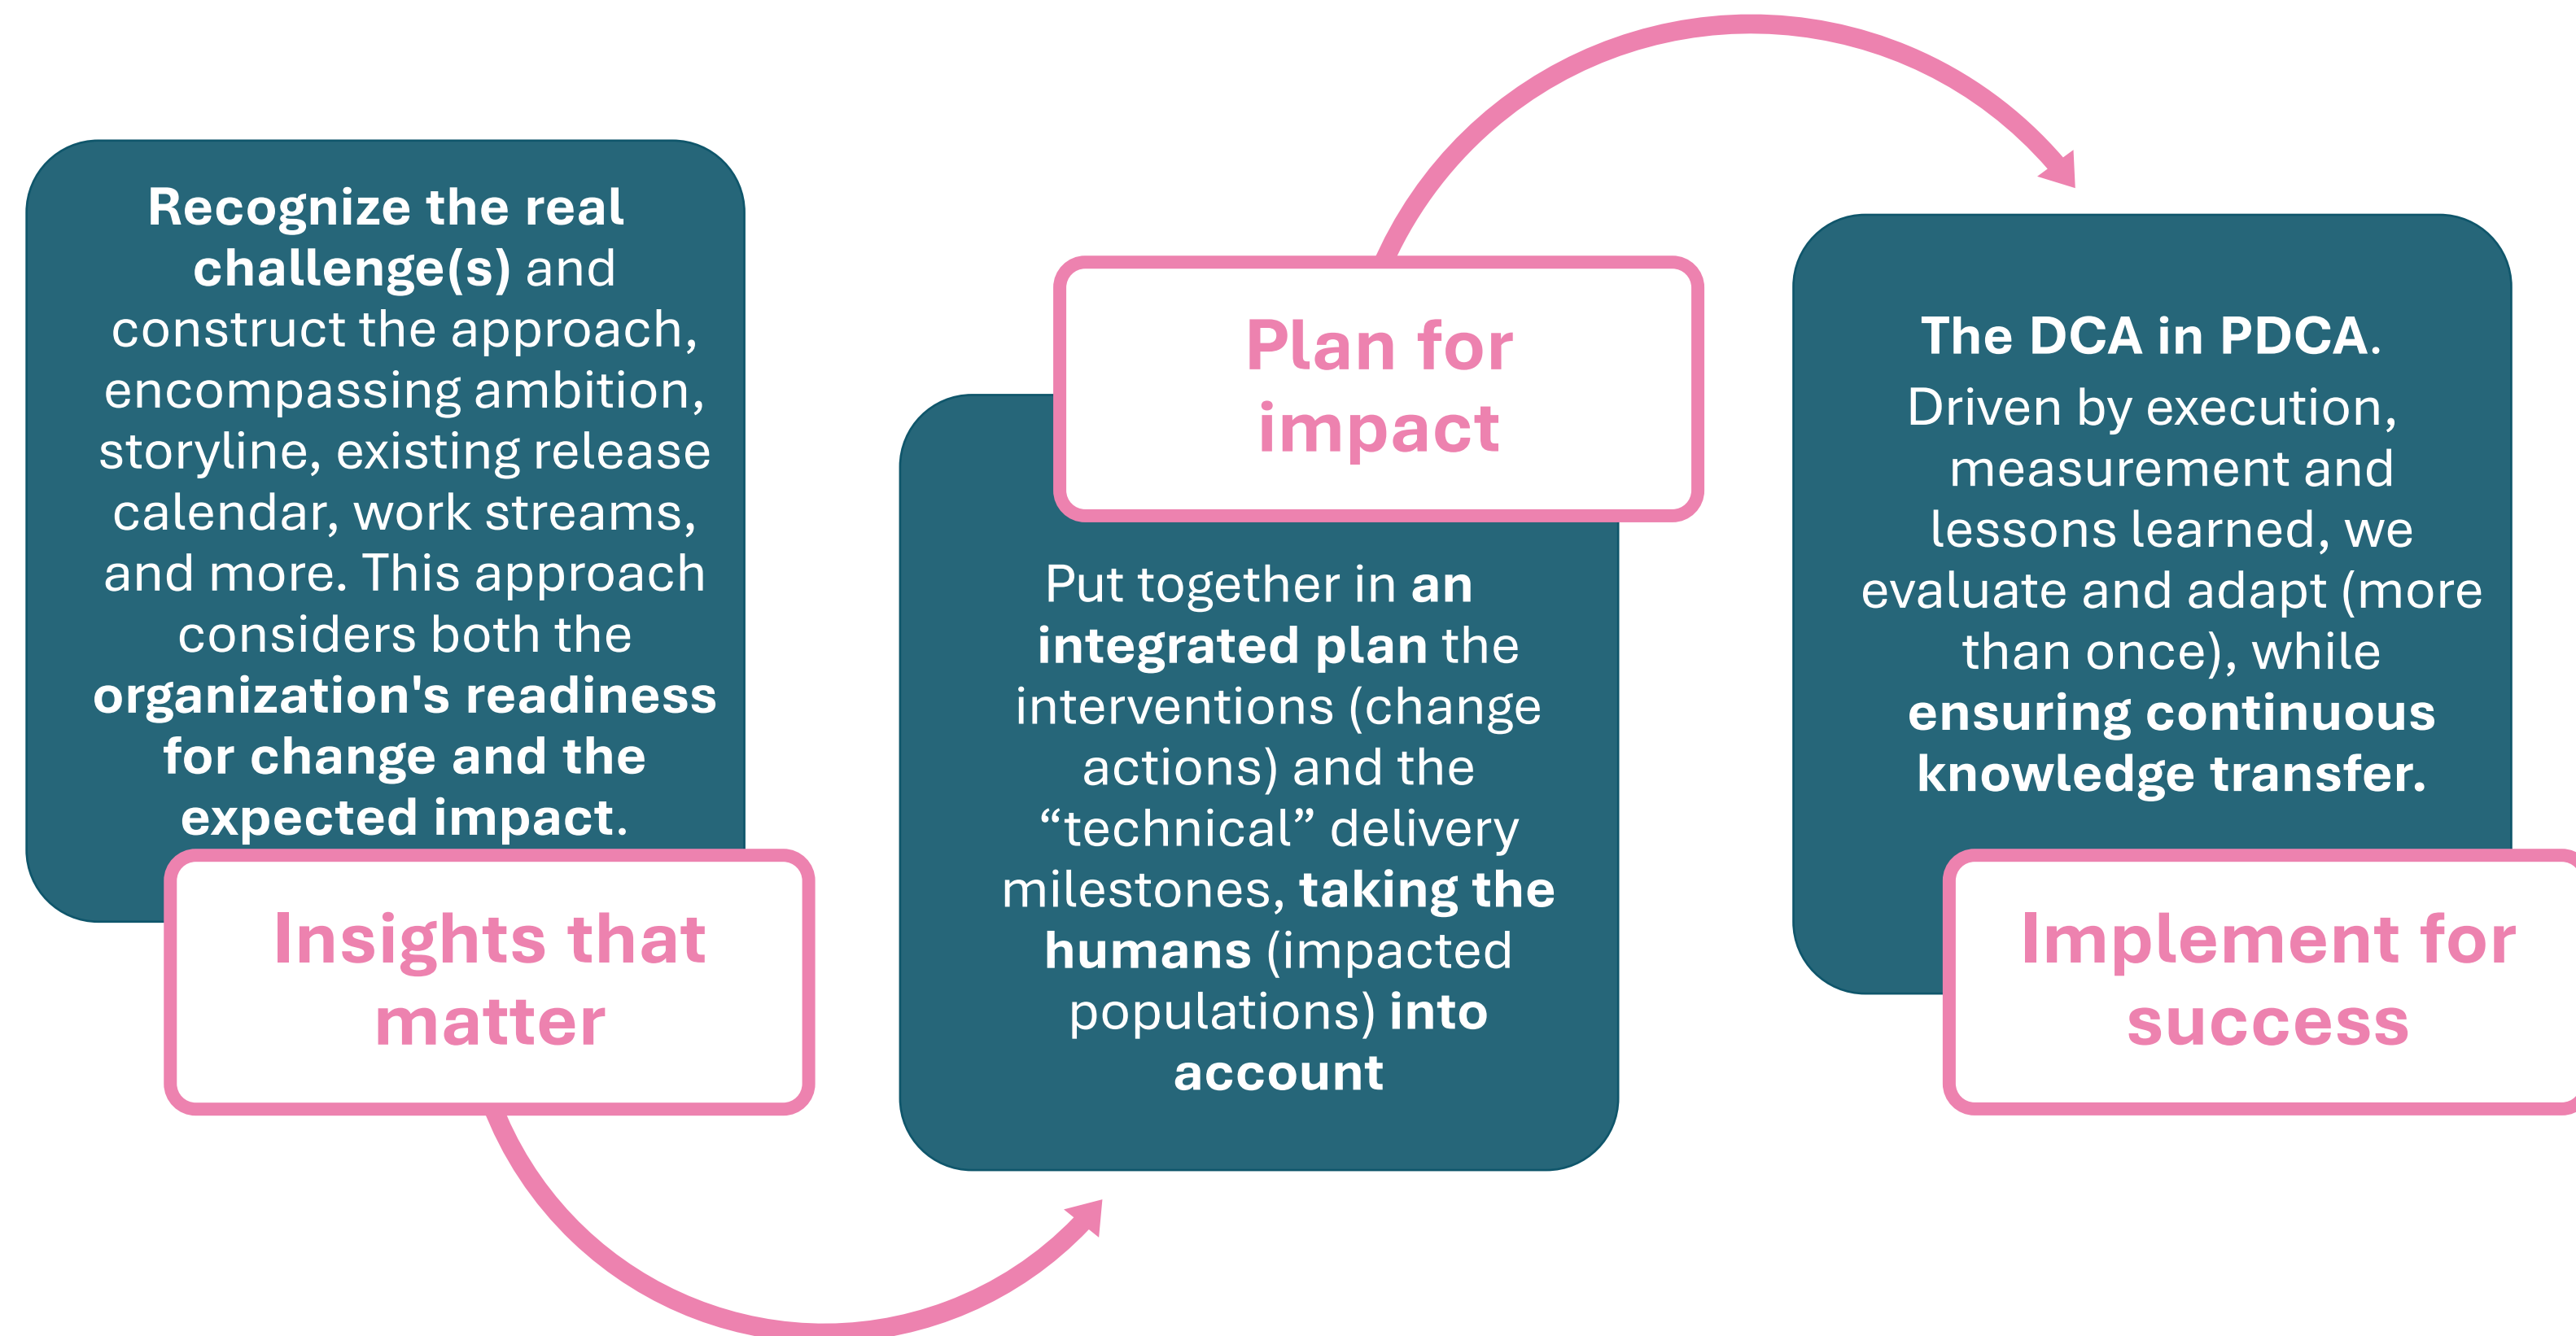 Recognize the real
challenge(s) and
construct the approach,
encompassing ambition,
storyline, existing release
calendar, work streams,
and more. This approach
considers both the
organization's readiness
for change and the
expected impact.
Insights that
matter
Plan for
impact
Put together in an
integrated plan the
interventions (change
actions) and the
“technical” delivery
milestones, taking the
humans (impacted
populations) into
account
The DCA in PDCA.
Driven by execution,
measurement and
lessons learned, we
evaluate and adapt (more
than once), while
ensuring continuous
knowledge transfer.
Implement for
success